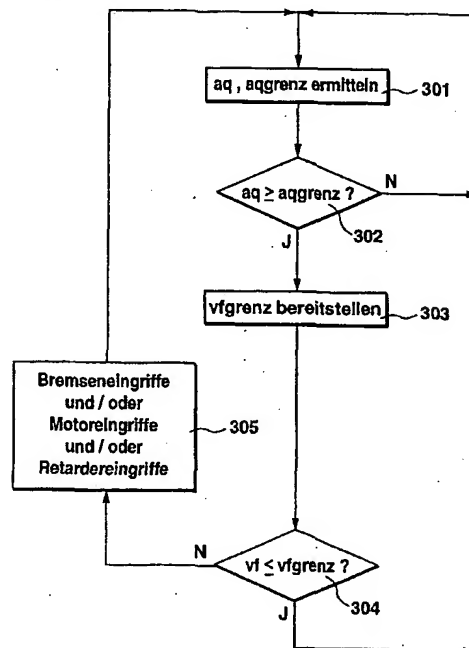 aq , aqgrenz ermitteln
301
aq ≥ aqgrenz ?
N
302
J
vfgrenz bereitstellen
303
Bremseneingriffe
und / oder
Motoreingriffe
und / oder
Retardereingriffe
305
N
vf ≤ vfgrenz ?
304
J